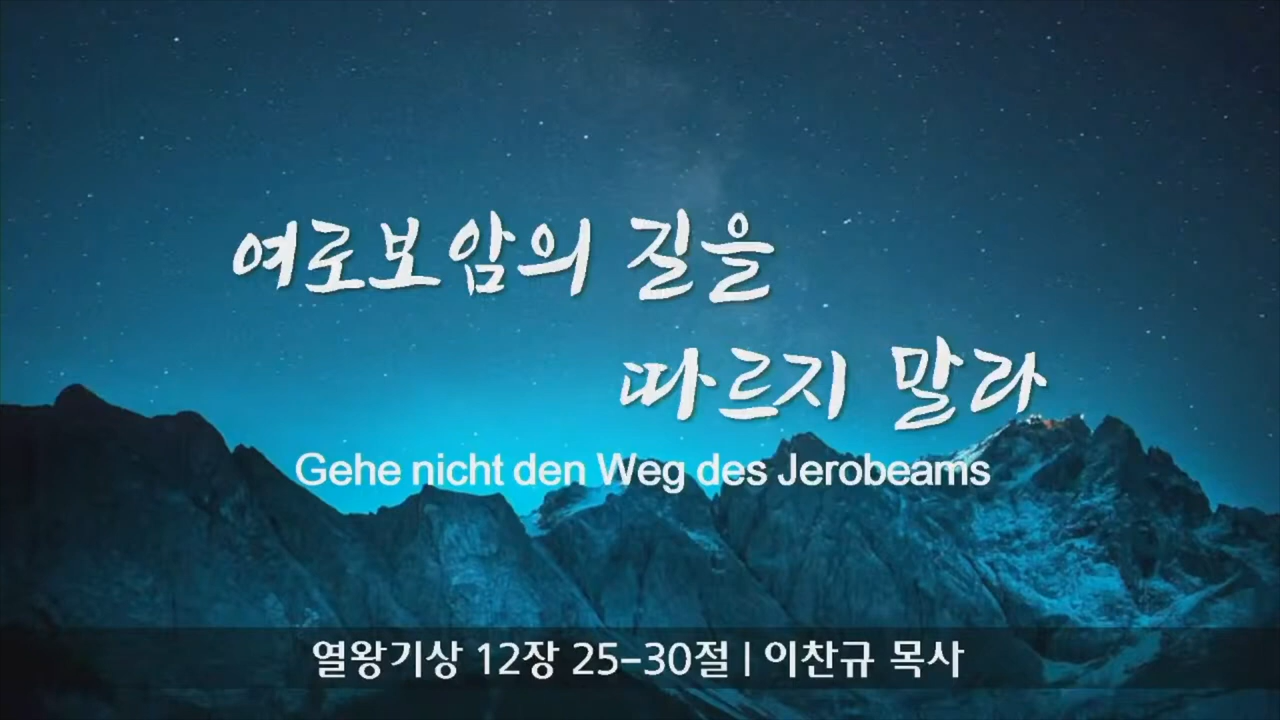 여로보암의 길을
따르지 말라
Gehe nicht den Weg des Jerobeams
열왕기상 12장 25-30절 | 이찬규 목사